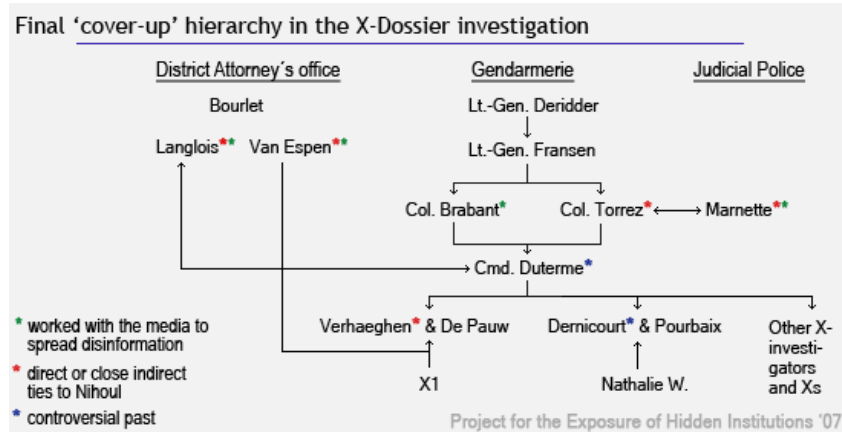 Final ‘cover-up’ hierarchy in the X-Dossier investigation
District Attorney´s office
Gendarmerie
Judicial Police
Bourlet
Lt.-Gen. Deridder
Langlois** Van Espen**
Lt.-Gen. Fransen
Col. Brabant*
Col. Torrez*
Marnette**
Cmd. Duterme*
* worked with the media to
spread disinformation
* direct or close indirect
ties to Nihoul
* controversial past
Verhaeghen* & De Pauw
Dernicourt* & Pourbaix
Other X-
investi-
gators
and Xs
X1
Nathalie W.
Project for the Exposure of Hidden Institutions '07